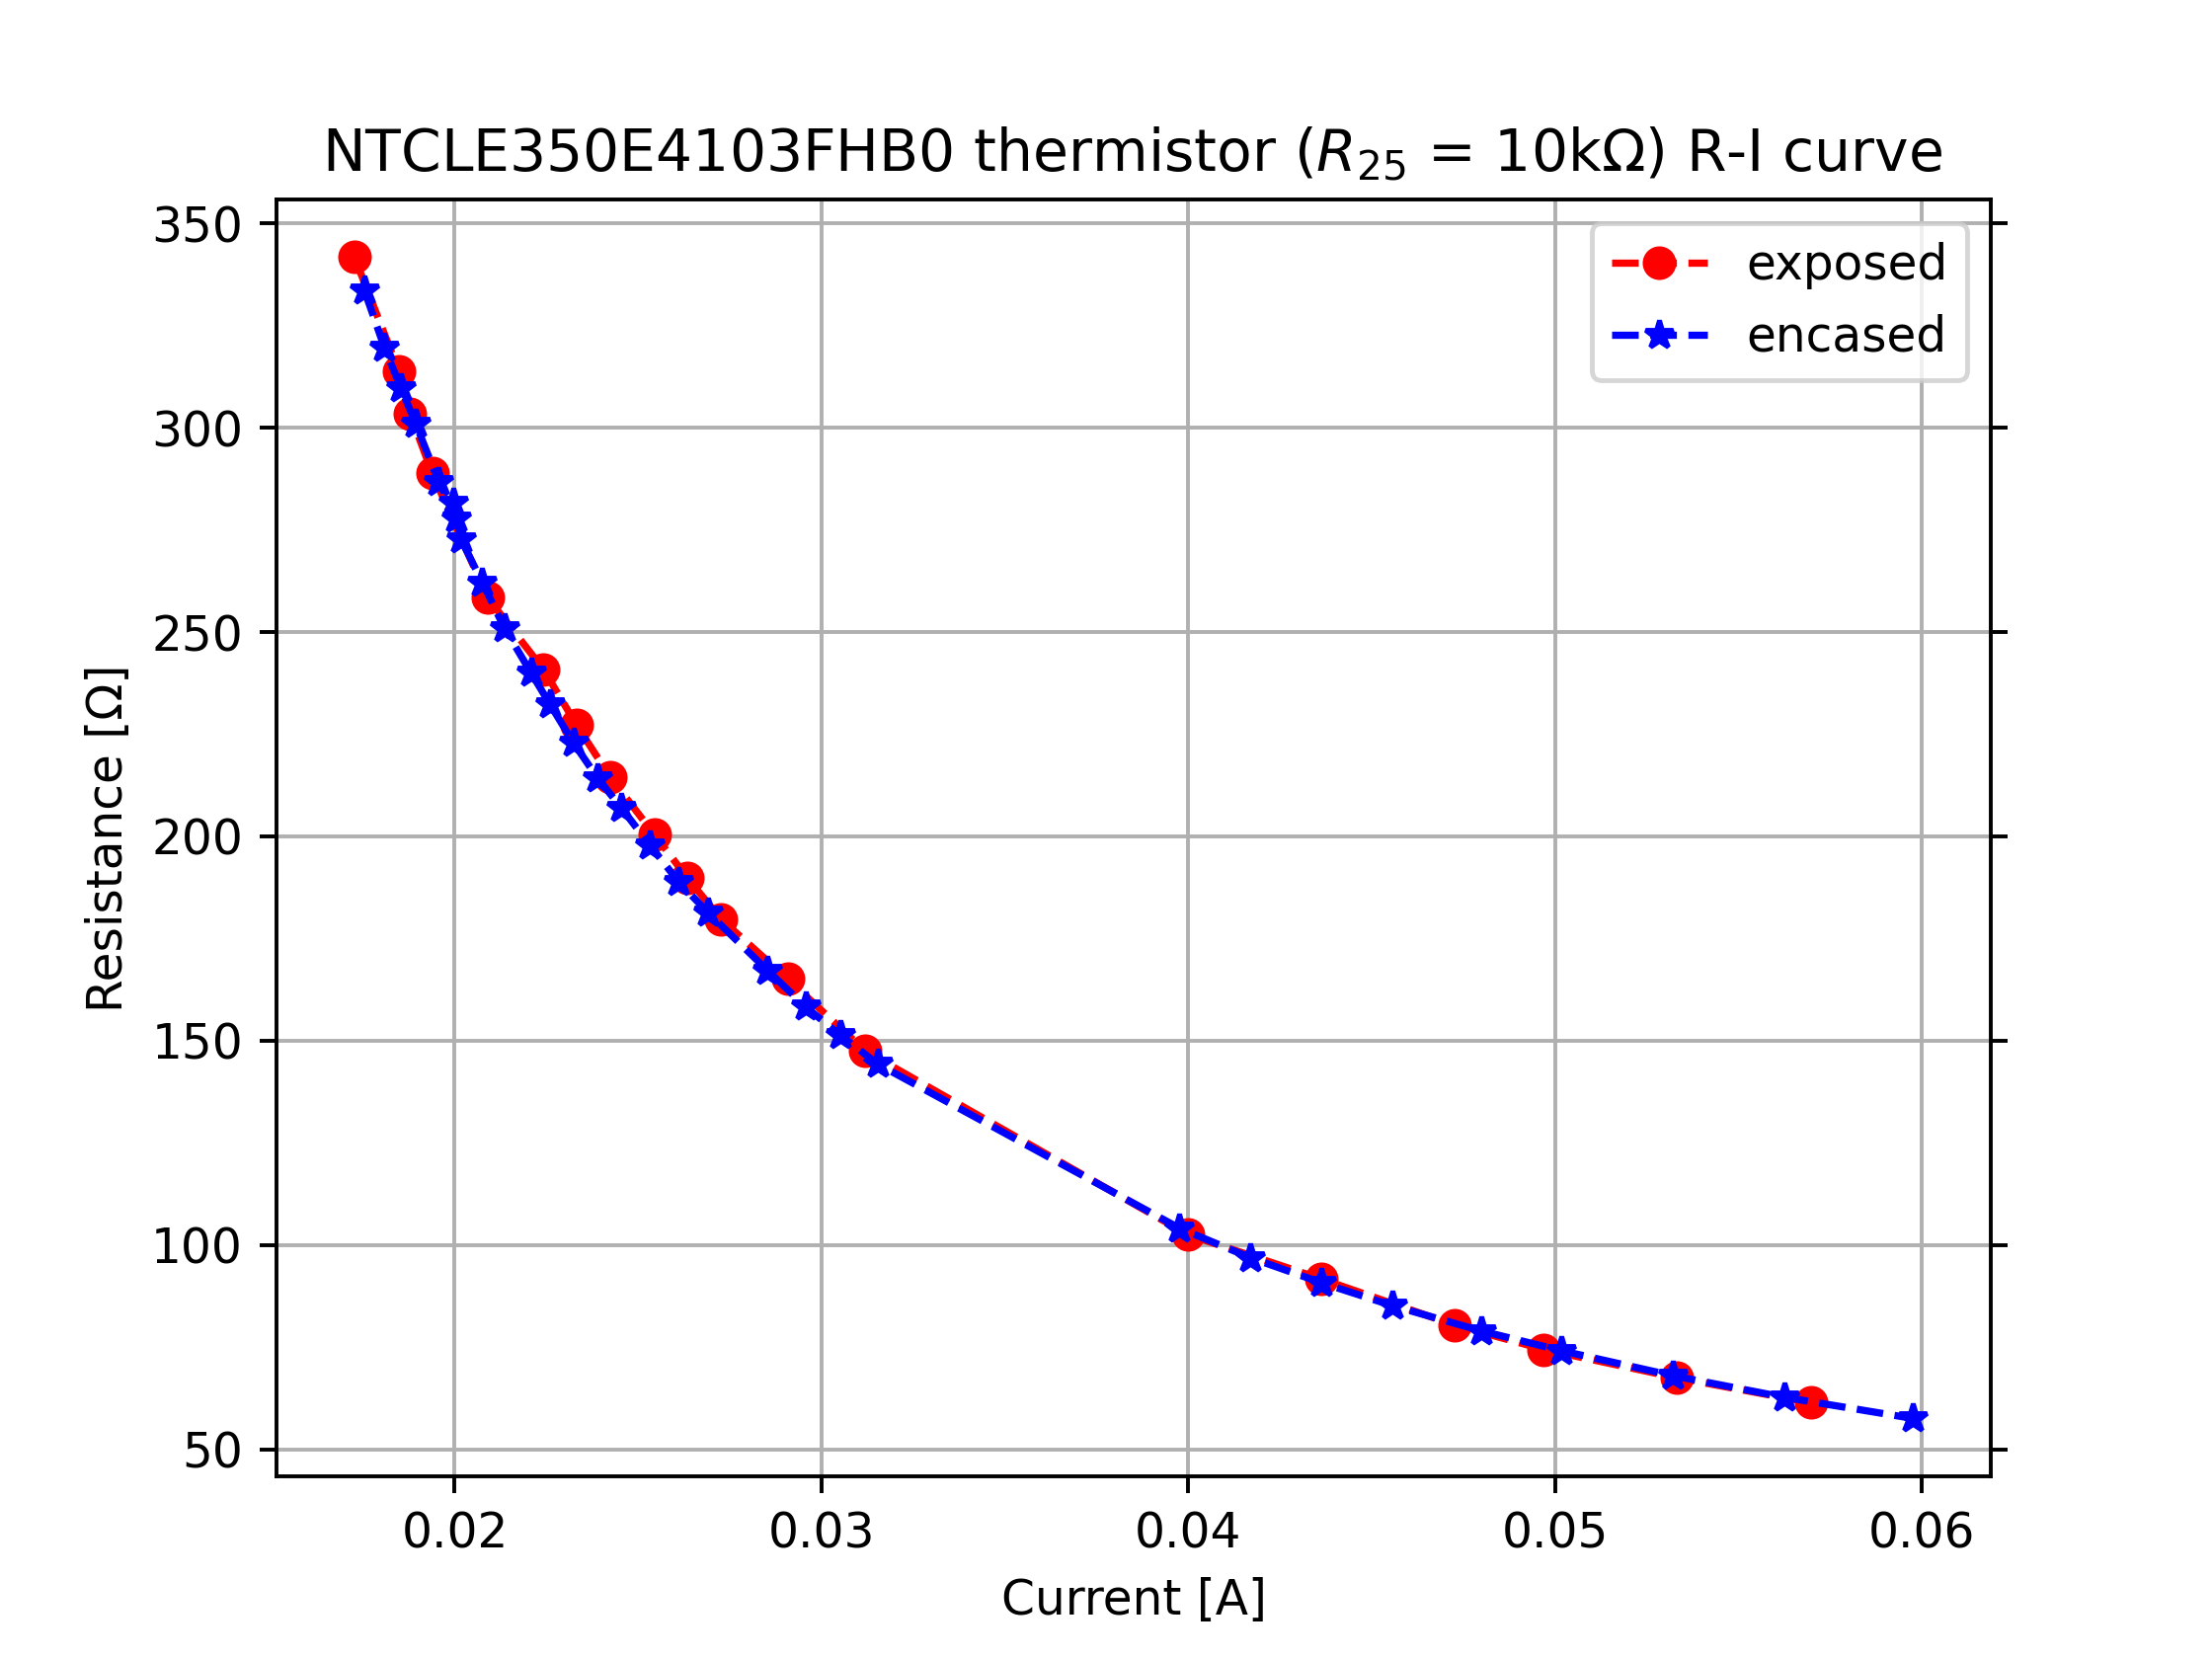 NTCLE350E4103FHB0 thermistor (R₂₅ = 10kΩ) R-I curve
350
300
250
200
150
100
50
Resistance [Ω]
exposed
encased
0.02 0.03 0.04 0.05 0.06
Current [A]